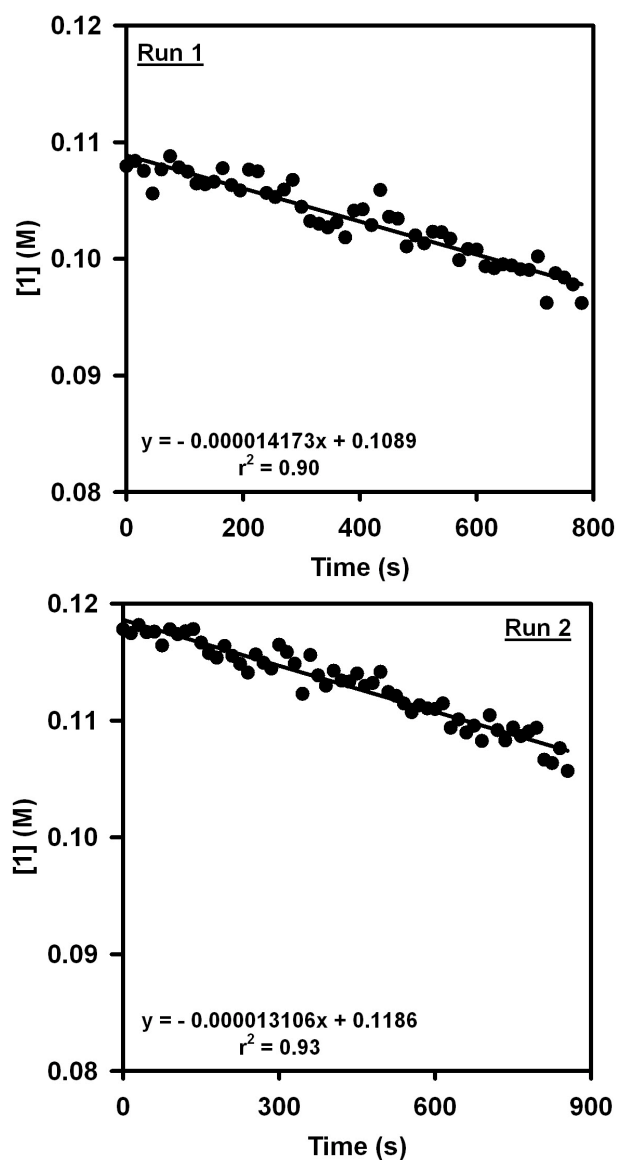 Run 1
0.12
0.11
0.10
0.09
0.08
[1] (M)
y = - 0.000014173x + 0.1089
r² = 0.90
0 200 400 600 800
Time (s)
Run 2
0.12
0.11
0.10
0.09
0.08
[1] (M)
y = - 0.000013106x + 0.1186
r² = 0.93
0 300 600 900
Time (s)